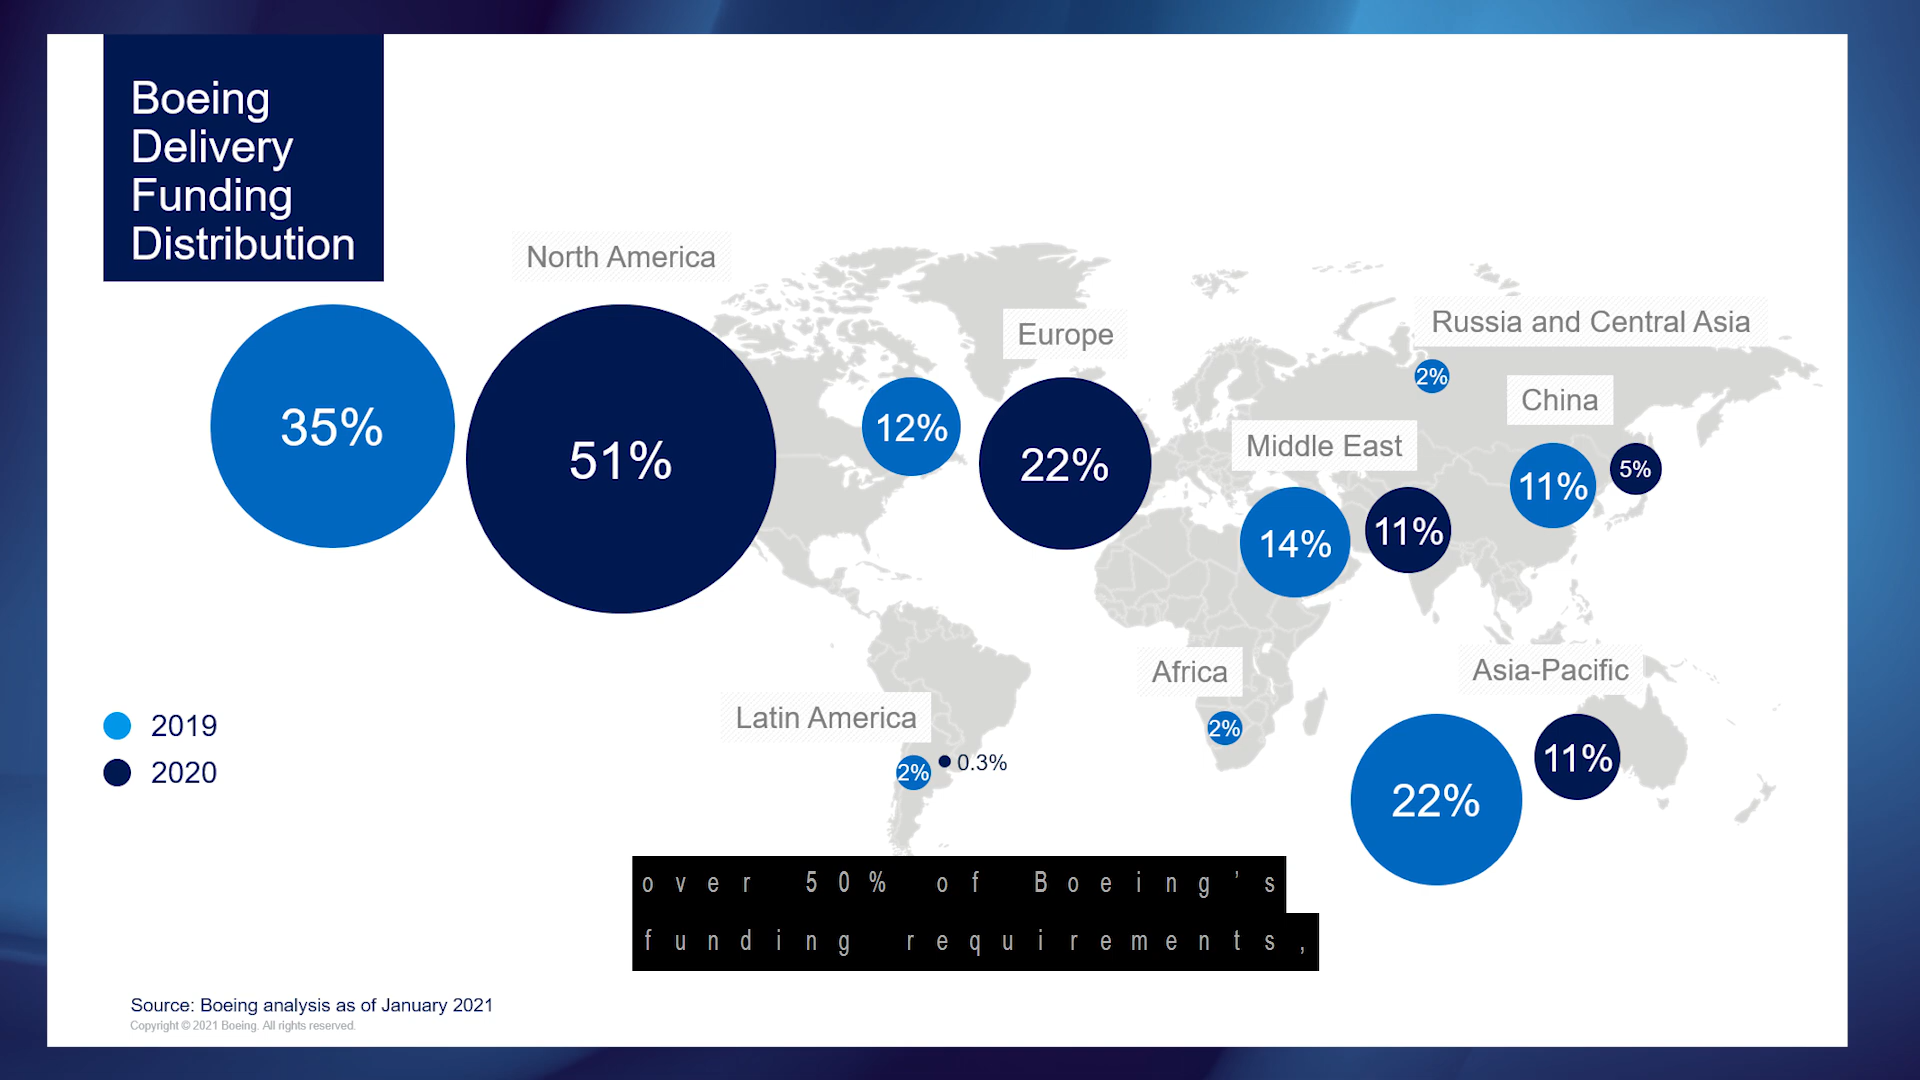 Boeing
Delivery
Funding
Distribution
North America
35%
51%
Europe
12%
22%
Russia and Central Asia
2%
China
11%
5%
Middle East
14%
11%
Africa
2%
Asia-Pacific
22%
11%
Latin America
2%
0.3%
2019
2020
over 50% of Boeing’s
funding requirements,
Source: Boeing analysis as of January 2021
Copyright © 2021 Boeing. All rights reserved.